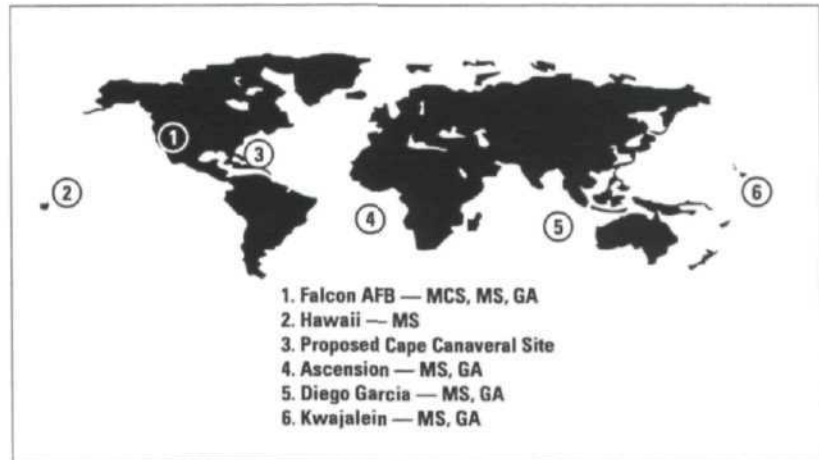 1
2
3
4
5
6
1. Falcon AFB — MCS, MS, GA
2. Hawaii — MS
3. Proposed Cape Canaveral Site
4. Ascension — MS, GA
5. Diego Garcia — MS, GA
6. Kwajalein — MS, GA